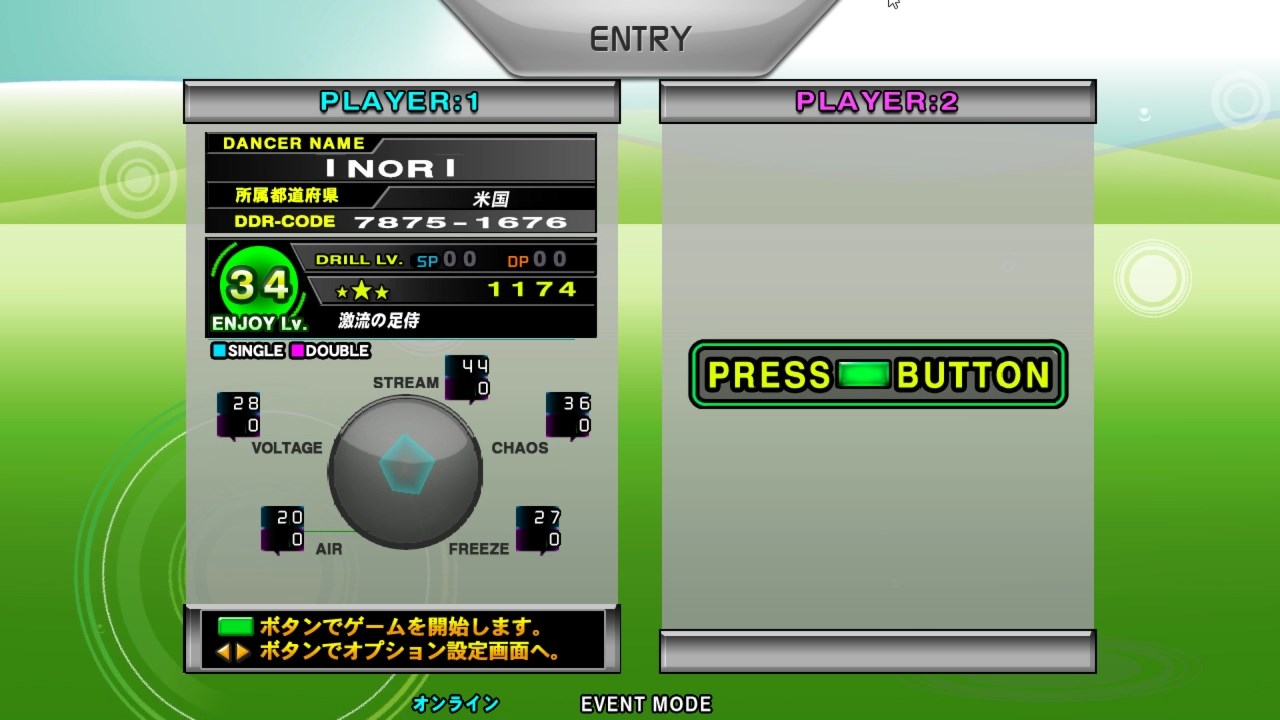 ENTRY
PLAYER:1
DANCER NAME
INORI
所属都道府県 米国
DDR-CODE 7875-1676
34
ENJOY Lv.
DRILL LV. SP 00 DP 00
★★★ 1174
激流の足侍
SINGLE DOUBLE
STREAM 44 0
VOLTAGE 28 0
CHAOS 36 0
AIR 20 0
FREEZE 27 0
ボタンでゲームを開始します。
ボタンでオプション設定画面へ。
PLAYER:2
PRESS BUTTON
オンライン
EVENT MODE